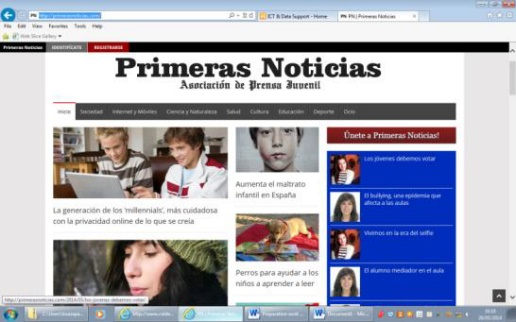 http://primerasnoticias.com/
ICT & Data Support - Home
PN | Primeras Noticias
File Edit View Favorites Tools Help
Web Slice Gallery
Primeras Noticias IDENTIFÍCATE REGISTRARSE
Primeras Noticias
Asociación de Prensa Juvenil
Inicio Sociedad Internet y Móviles Ciencia y Naturaleza Salud Cultura Educación Deporte Ocio
La generación de los 'millennials', más cuidadosa
con la privacidad online de lo que se creía
Aumenta el maltrato
infantil en España
Perros para ayudar a los
niños a aprender a leer
Únete a Primeras Noticias!
Los jóvenes debemos votar
El bullying, una epidemia que
afecta a las aulas
Vivimos en la era del selfie
El alumno mediador en el aula